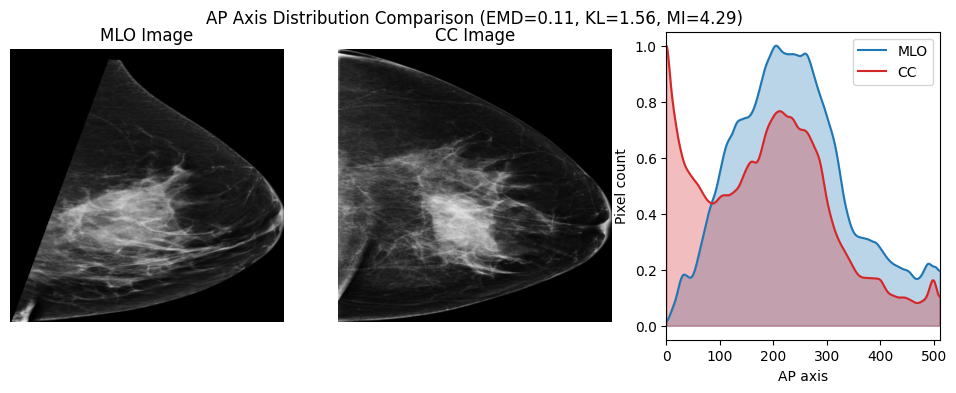 AP Axis Distribution Comparison (EMD=0.11, KL=1.56, MI=4.29)
MLO Image
CC Image
MLO
CC
Pixel count
1.0
0.8
0.6
0.4
0.2
0.0
0 100 200 300 400 500
AP axis